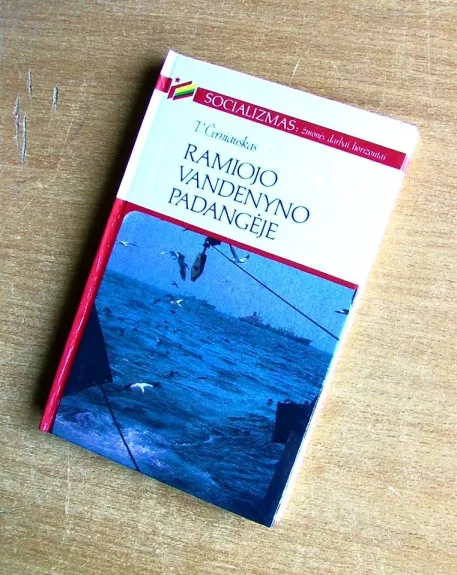 SOCIALIZMAS: žmonės, darbai, horizontai
T. Černiauskas
RAMIOJO
VANDENYNO
PADANGĖJE